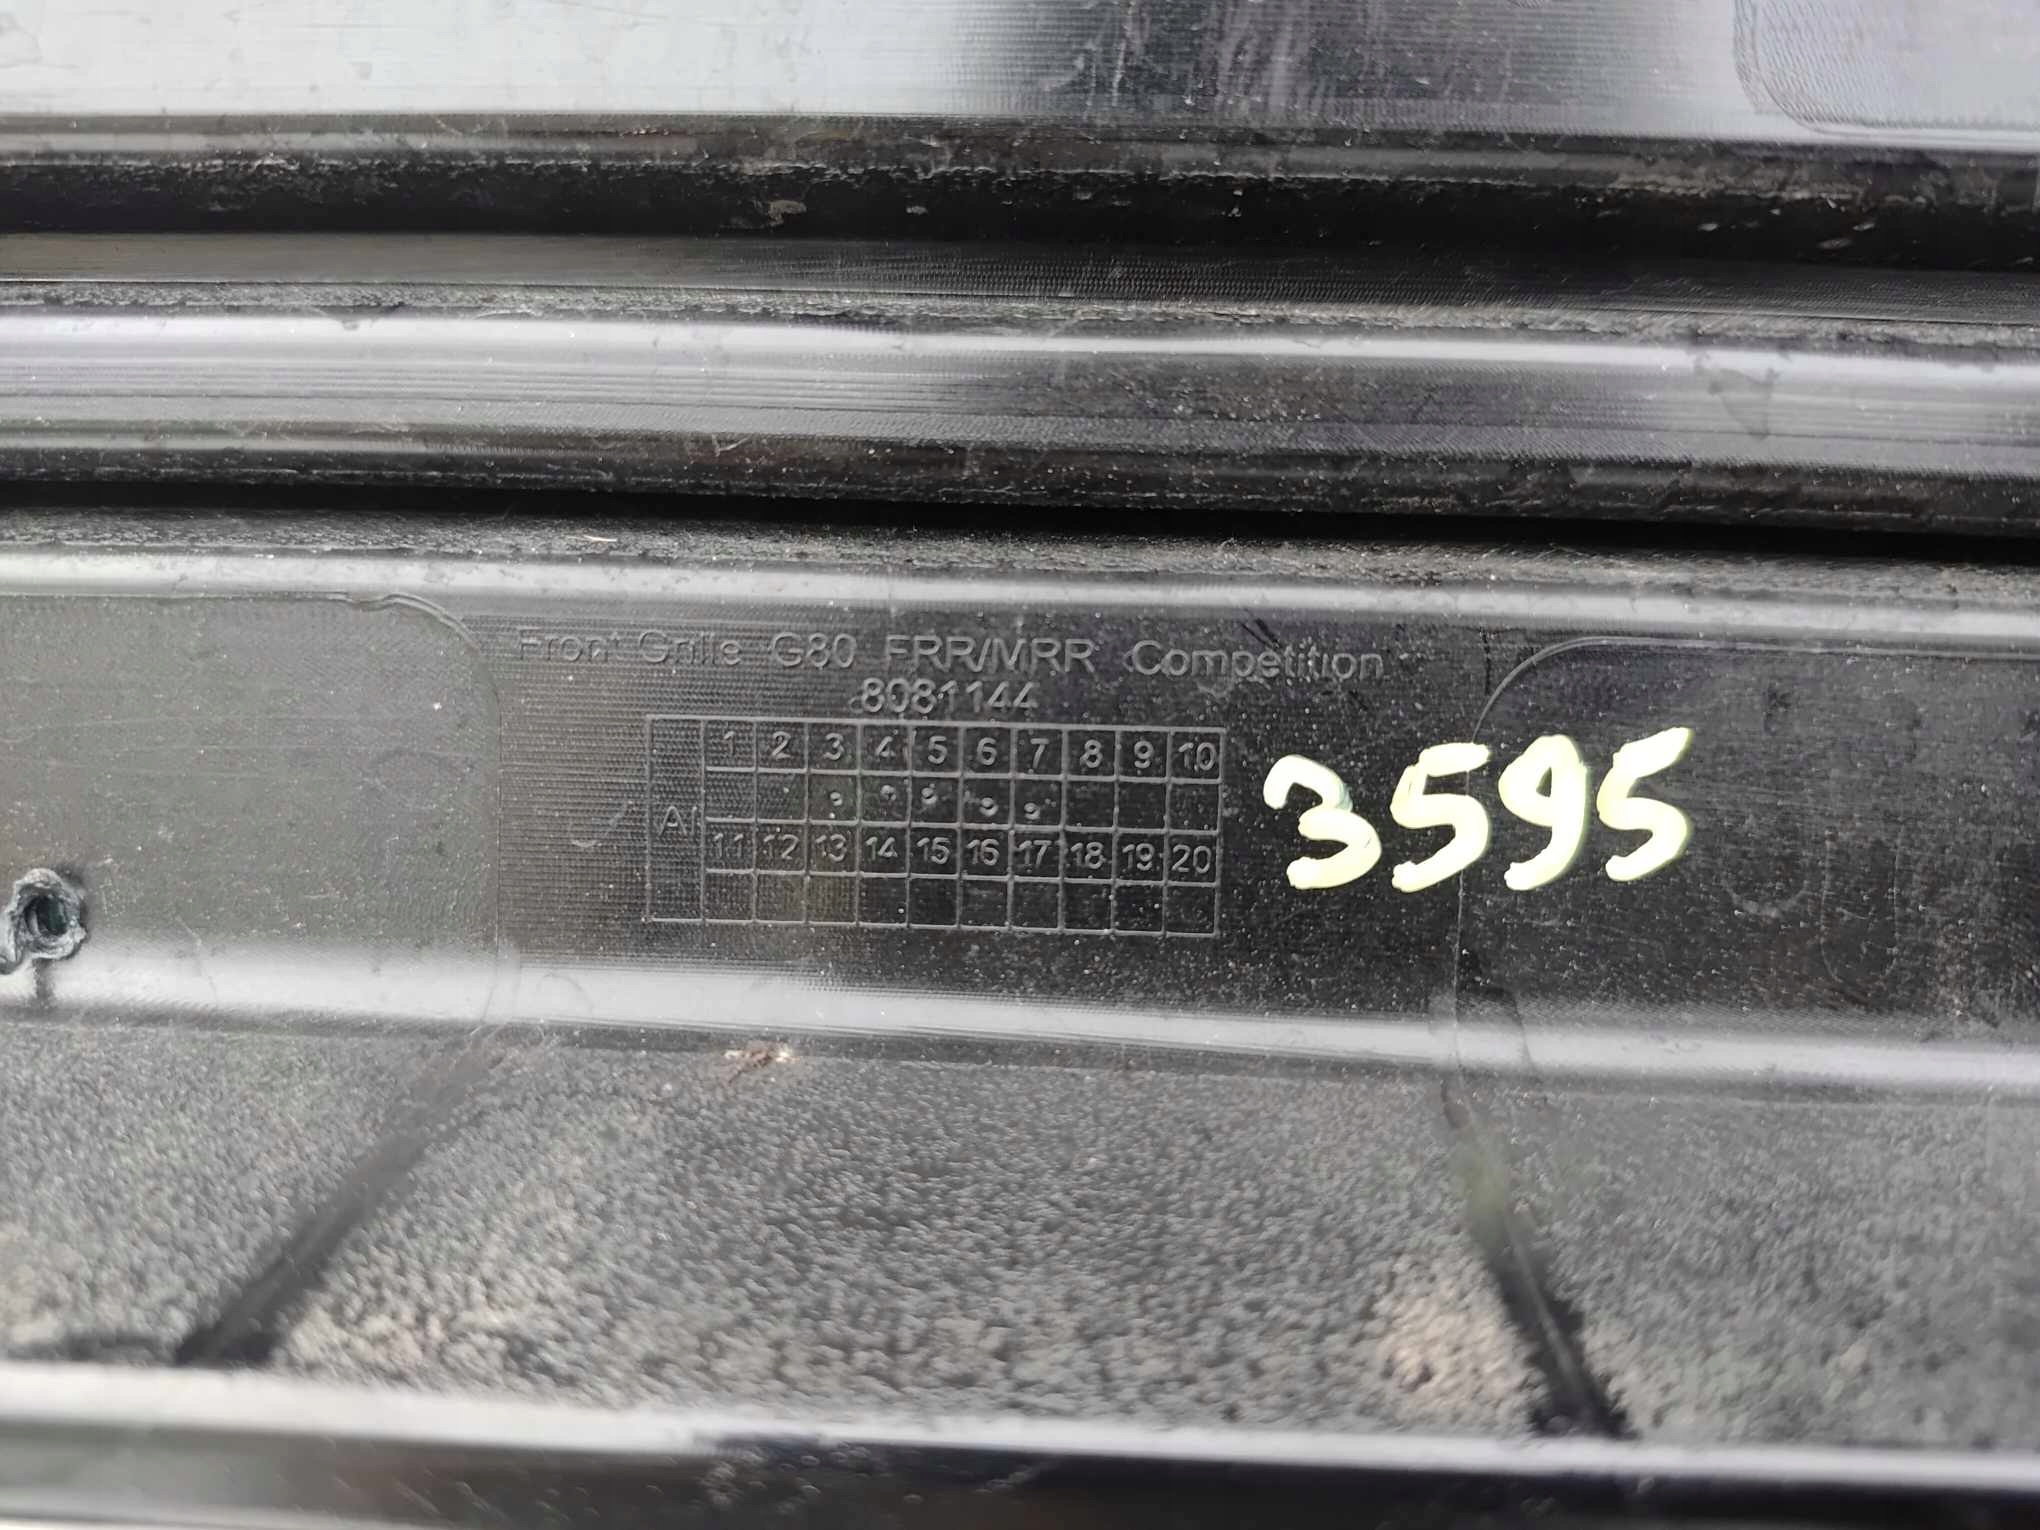 Front Grille G80 FRR/MRR Competition
8081144
1 2 3 4 5 6 7 8 9 10
AI
11 12 13 14 15 16 17 18 19 20
3595